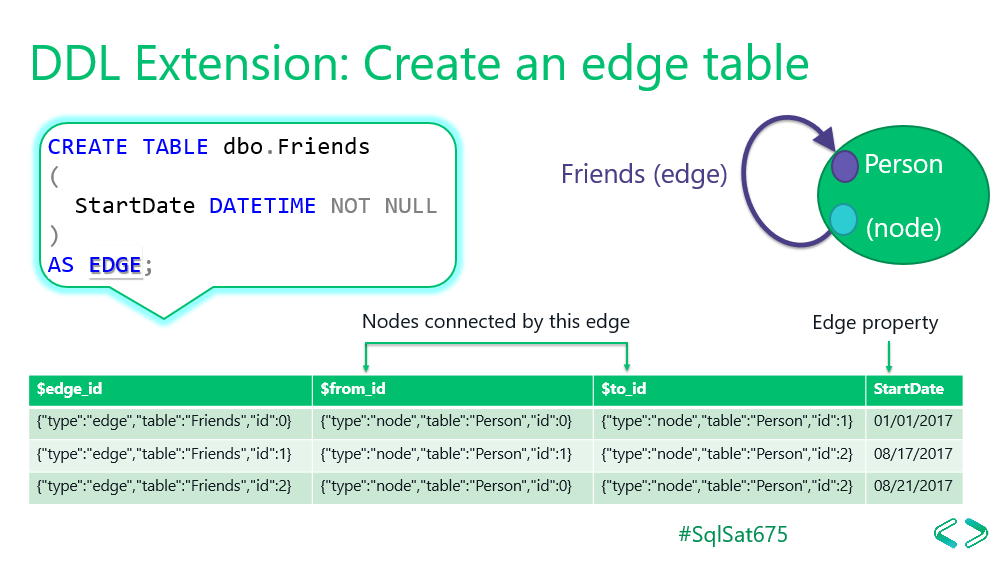 DDL Extension: Create an edge table
CREATE TABLE dbo.Friends
(
StartDate DATETIME NOT NULL
)
AS EDGE;
Friends (edge)
Person
(node)
Nodes connected by this edge
Edge property
$edge_id $from_id $to_id StartDate
{"type":"edge","table":"Friends","id":0} {"type":"node","table":"Person","id":0} {"type":"node","table":"Person","id":1} 01/01/2017
{"type":"edge","table":"Friends","id":1} {"type":"node","table":"Person","id":1} {"type":"node","table":"Person","id":2} 08/17/2017
{"type":"edge","table":"Friends","id":2} {"type":"node","table":"Person","id":0} {"type":"node","table":"Person","id":2} 08/21/2017
#SqlSat675